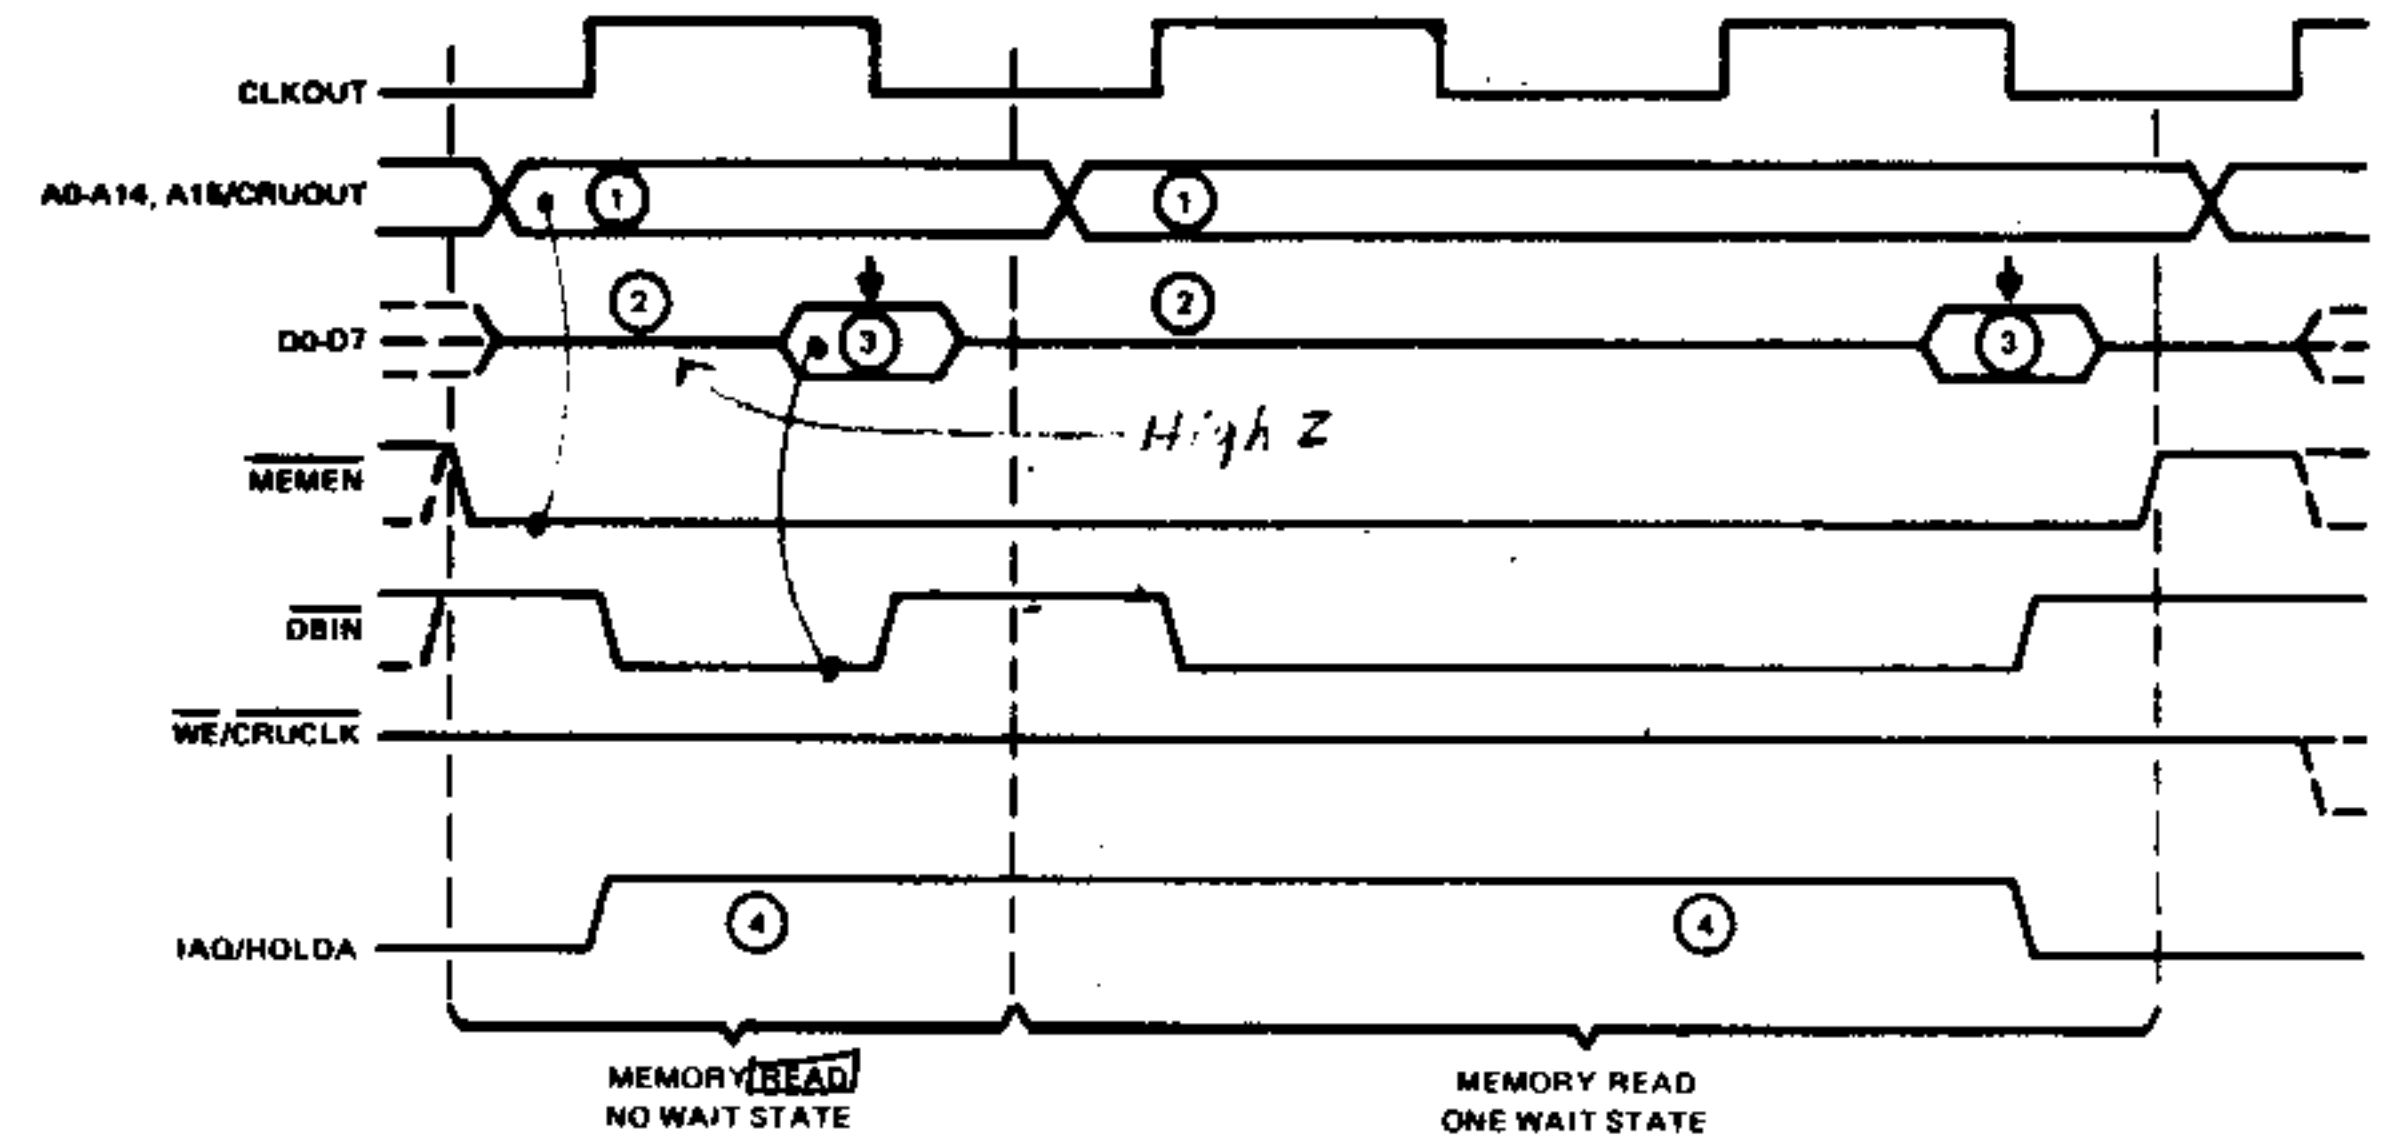 CLKOUT
A0-A14, A15/CRUOUT
1
1
2
2
D0-D7
3
3
High Z
MEMEN
DBIN
WE/CRUCLK
4
4
IAQ/HOLDA
MEMORY READ
NO WAIT STATE
MEMORY READ
ONE WAIT STATE